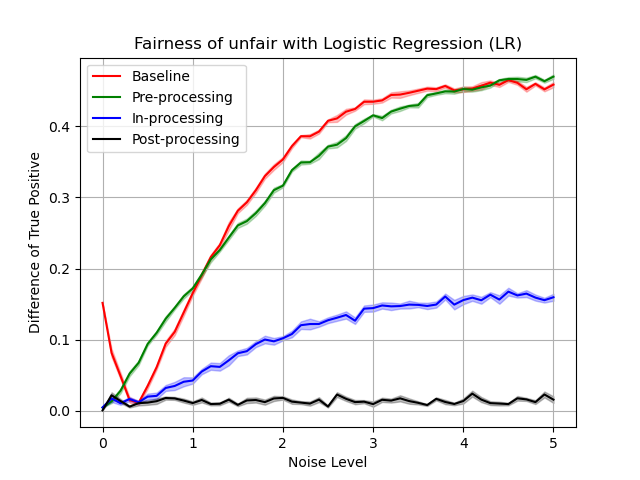 Fairness of unfair with Logistic Regression (LR)
Baseline
Pre-processing
In-processing
Post-processing
Difference of True Positive
0.4
0.3
0.2
0.1
0.0
0 1 2 3 4 5
Noise Level